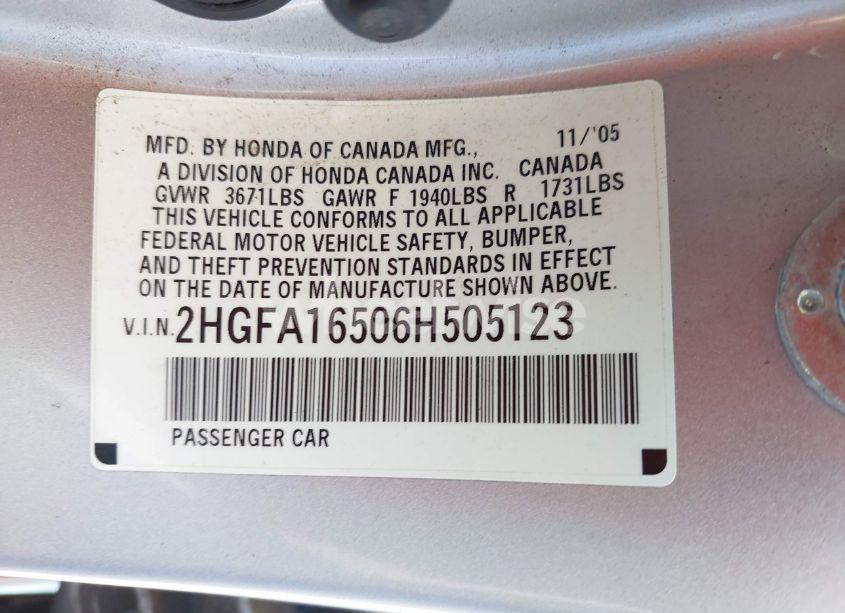 MFD. BY HONDA OF CANADA MFG., 11/'05
A DIVISION OF HONDA CANADA INC. CANADA
GVWR 3671LBS GAWR F 1940LBS R 1731LBS
THIS VEHICLE CONFORMS TO ALL APPLICABLE
FEDERAL MOTOR VEHICLE SAFETY, BUMPER,
AND THEFT PREVENTION STANDARDS IN EFFECT
ON THE DATE OF MANUFACTURE SHOWN ABOVE.
V.I.N. 2HGFA16506H505123
PASSENGER CAR